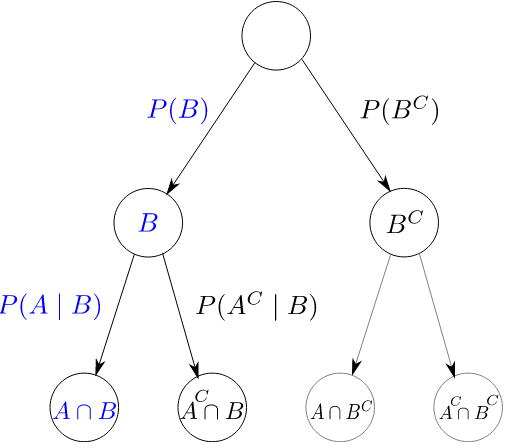 P(B) P(B^C)
B B^C
P(A | B) P(A^C | B)
A ∩ B A^C ∩ B A ∩ B^C A^C ∩ B^C